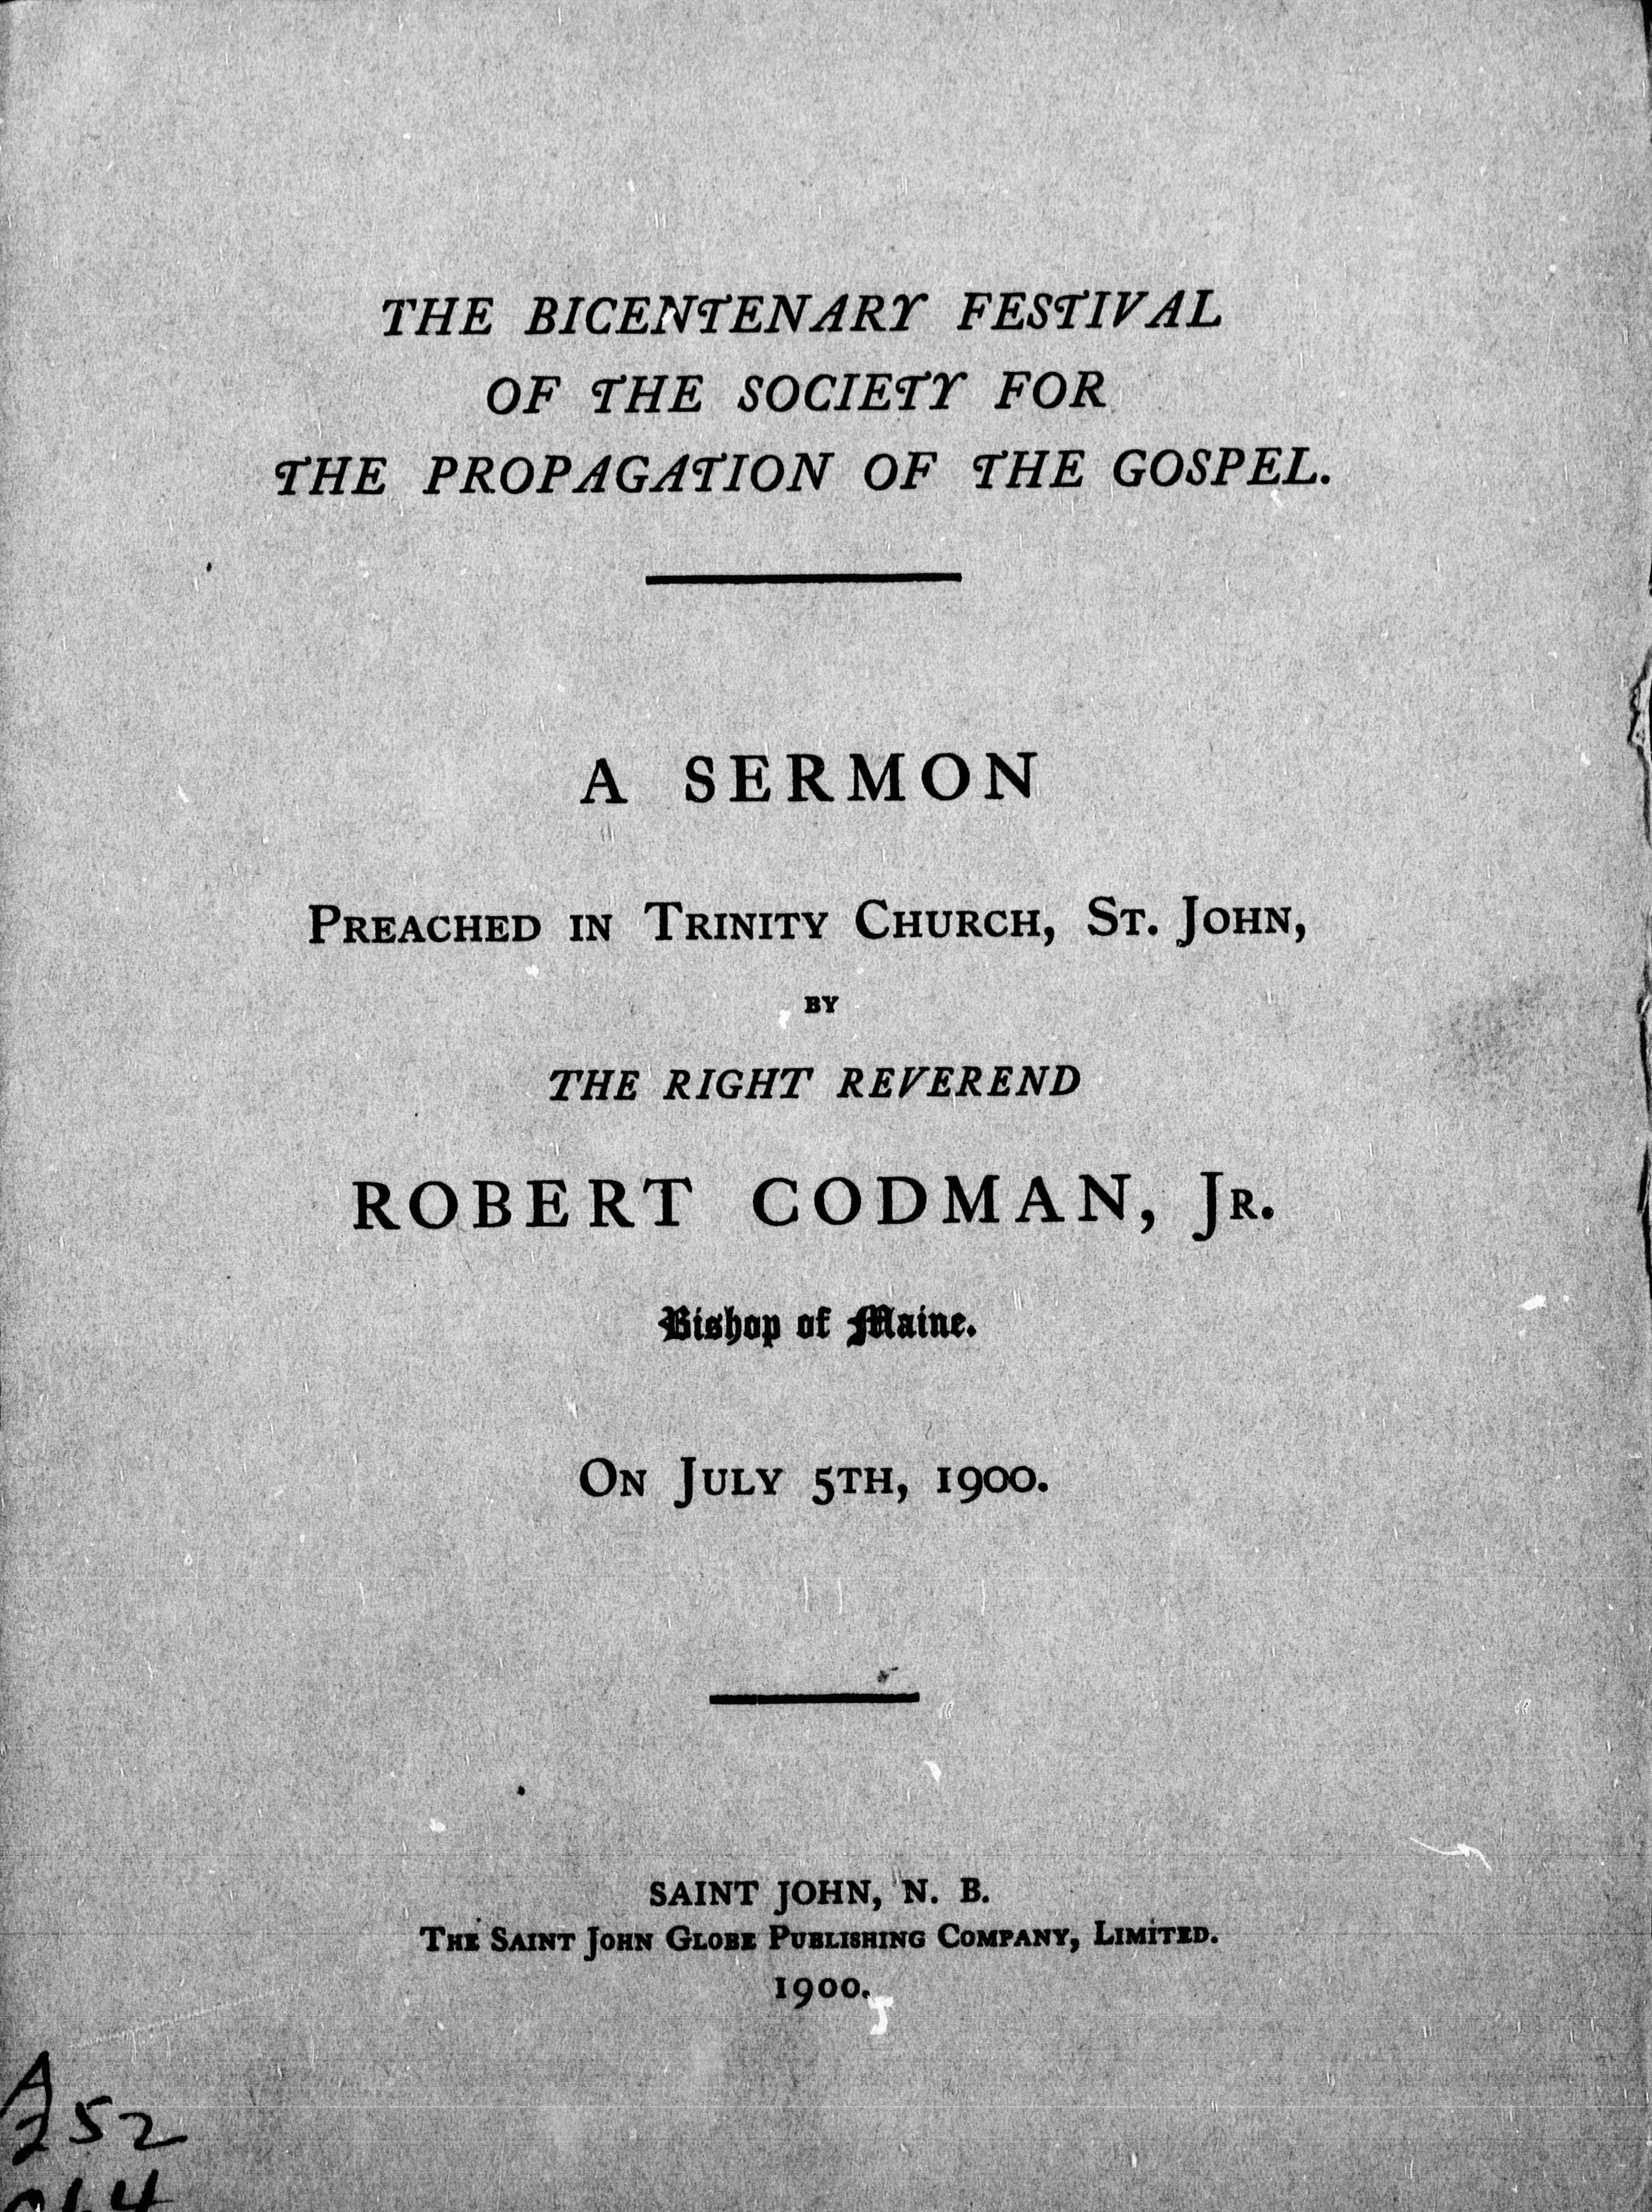 THE BICENTENARY FESTIVAL
OF THE SOCIETY FOR
THE PROPAGATION OF THE GOSPEL.
A SERMON
PREACHED IN TRINITY CHURCH, ST. JOHN,
BY
THE RIGHT REVEREND
ROBERT CODMAN, JR.
Bishop of Maine.
ON JULY 5TH, 1900.
SAINT JOHN, N. B.
THE SAINT JOHN GLOBE PUBLISHING COMPANY, LIMITED.
1900.
A
252